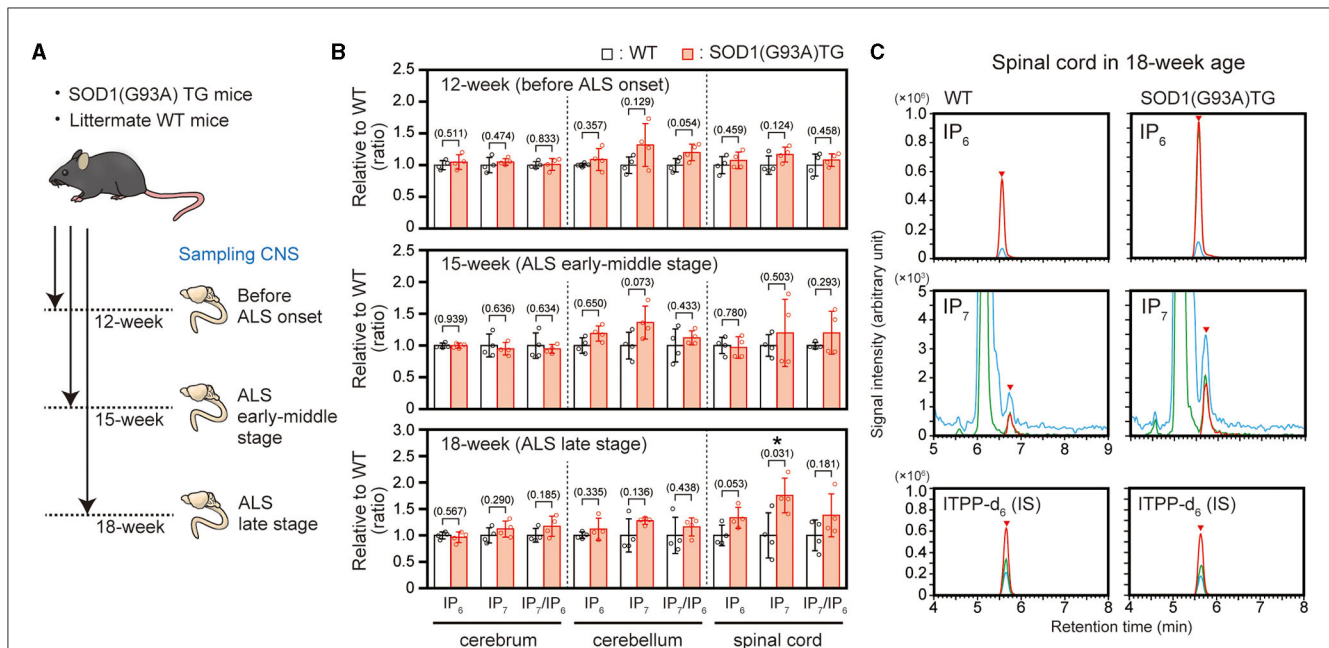 A
• SOD1(G93A) TG mice
• Littermate WT mice
Sampling CNS
12-week
Before
ALS onset
15-week
ALS
early-middle
stage
18-week
ALS
late stage
B
: WT : SOD1(G93A)TG
Relative to WT
(ratio)
2.5
2.0
1.5
1.0
0.5
0
12-week (before ALS onset)
(0.511) (0.474) (0.833) (0.357) (0.129) (0.054) (0.459) (0.124) (0.458)
Relative to WT
(ratio)
2.5
2.0
1.5
1.0
0.5
0
15-week (ALS early-middle stage)
(0.939) (0.636) (0.634) (0.650) (0.073) (0.433) (0.780) (0.503) (0.293)
Relative to WT
(ratio)
3.0
2.5
2.0
1.5
1.0
0.5
0
18-week (ALS late stage)
*
(0.567) (0.290) (0.185) (0.335) (0.136) (0.438) (0.053) (0.031) (0.181)
IP6 IP7 IP7/IP6 IP6 IP7 IP7/IP6 IP6 IP7 IP7/IP6
cerebrum cerebellum spinal cord
C
Spinal cord in 18-week age
(×10⁶)
WT SOD1(G93A)TG
Signal intensity (arbitrary unit)
1.0
0.8
0.6
0.4
0.2
0
IP6 IP6
(×10³)
5
4
3
2
1
0
IP7 IP7
4 5 6 7 8 9 4 5 6 7 8 9
(×10⁶)
ITPP-d6 (IS) ITPP-d6 (IS)
1.0
0.8
0.6
0.4
0.2
0
4 5 6 7 8 4 5 6 7 8
Retention time (min)